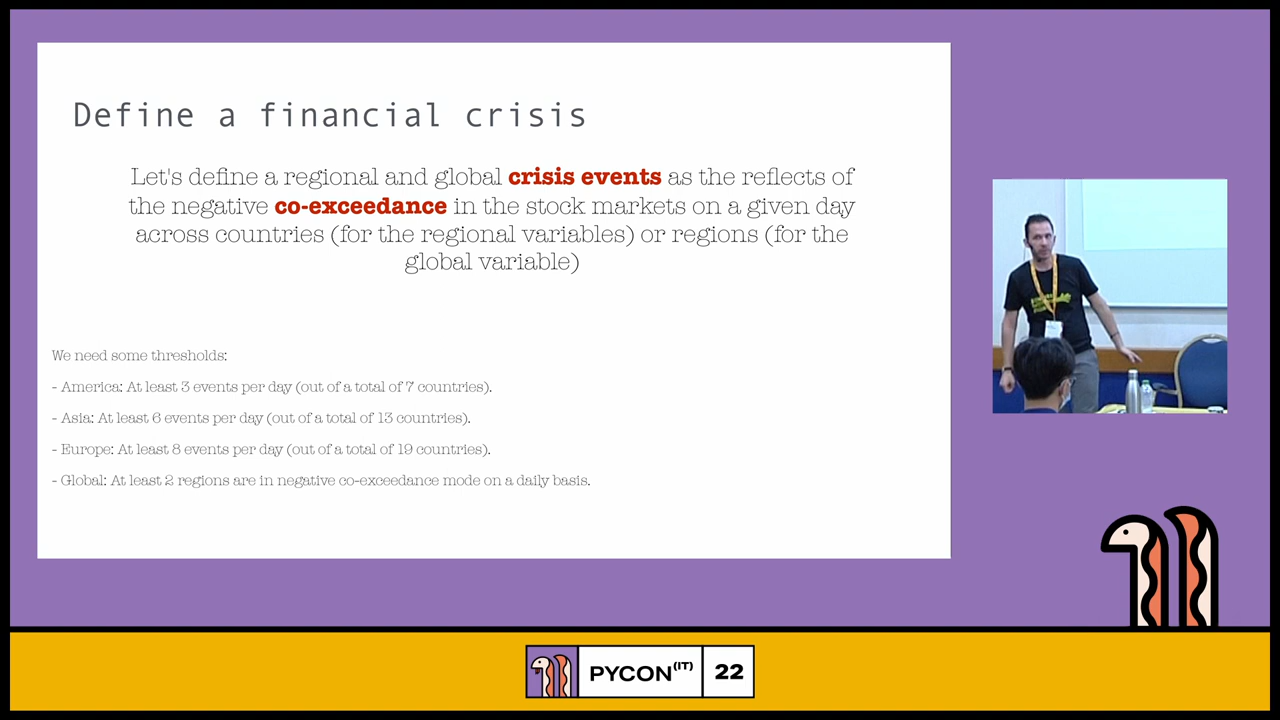 Define a financial crisis
Let's define a regional and global crisis events as the reflects of
the negative co-exceedance in the stock markets on a given day
across countries (for the regional variables) or regions (for the
global variable)
We need some thresholds:
- America: At least 3 events per day (out of a total of 7 countries).
- Asia: At least 6 events per day (out of a total of 13 countries).
- Europe: At least 8 events per day (out of a total of 19 countries).
- Global: At least 2 regions are in negative co-exceedance mode on a daily basis.
PYCON(IT) 22